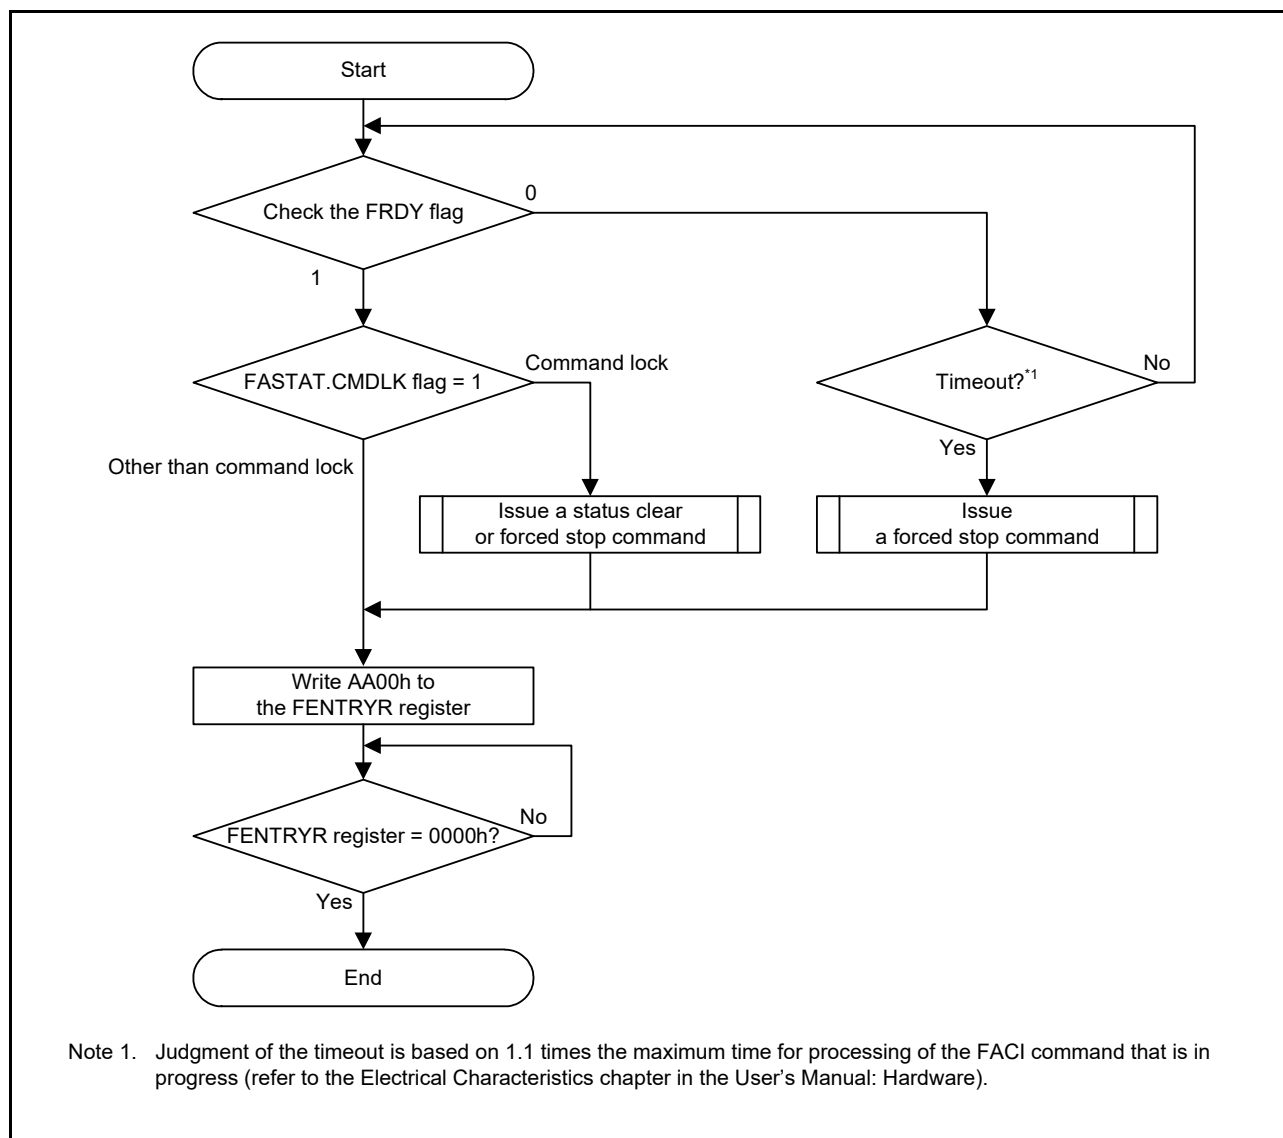 Start
0
Check the FRDY flag
1
Command lock
No
FASTAT.CMDLK flag = 1
Timeout?*1
Yes
Other than command lock
Issue a status clear
or forced stop command
Issue
a forced stop command
Write AA00h to
the FENTRYR register
No
FENTRYR register = 0000h?
Yes
End
Note 1. Judgment of the timeout is based on 1.1 times the maximum time for processing of the FACI command that is in
progress (refer to the Electrical Characteristics chapter in the User’s Manual: Hardware).